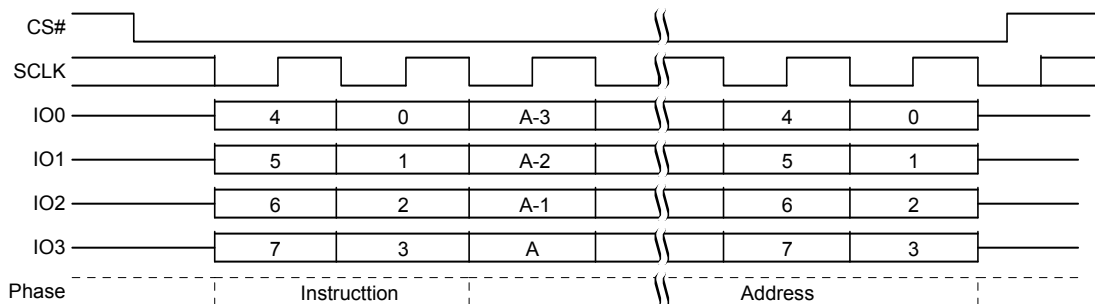 CS#
SCLK
IO0 4 0 A-3 4 0
IO1 5 1 A-2 5 1
IO2 6 2 A-1 6 2
IO3 7 3 A 7 3
Phase Instructtion Address